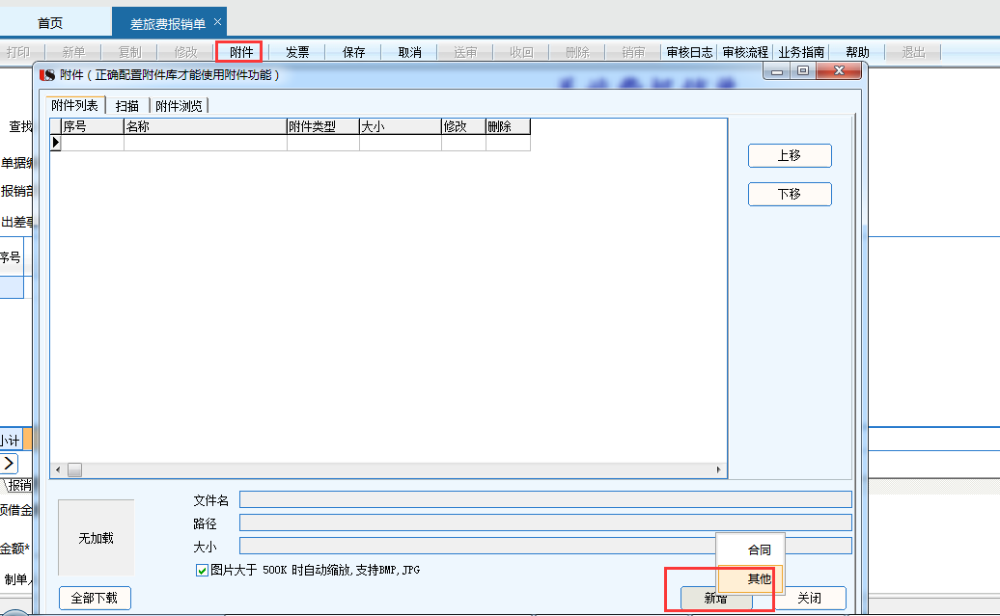 首页 差旅费报销单
打印 新单 复制 修改 附件 发票 保存 取消 送审 收回 删除 销审 审核日志 审核流程 业务指南 帮助 退出
附件（正确配置附件库才能使用附件功能）
附件列表 扫描 附件浏览
查找
序号 名称 附件类型 大小 修改 删除
上移
单据
报销部
下移
出差
序号
小计
报销
文件名
预借金
路径
无加载
大小
金额*
合同
图片大于 500K 时自动缩放,支持BMP,JPG
制单
其他
全部下载 新增 关闭